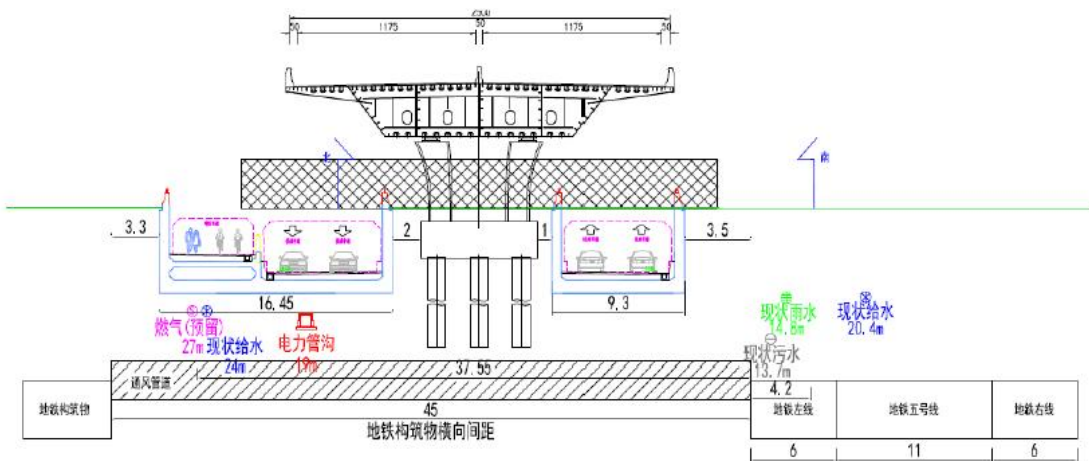 50
1175
50
1175
50
北
南
3.3
2
1
3.5
16.45
9.3
燃气(预留)
27m
现状给水
24m
电力管沟
19m
现状雨水
14.8m
现状给水
20.4m
现状污水
13.7m
通风管道
37.55
4.2
地铁构筑物
45
地铁构筑物横向间距
地铁左线
地铁五号线
地铁右线
6
11
6